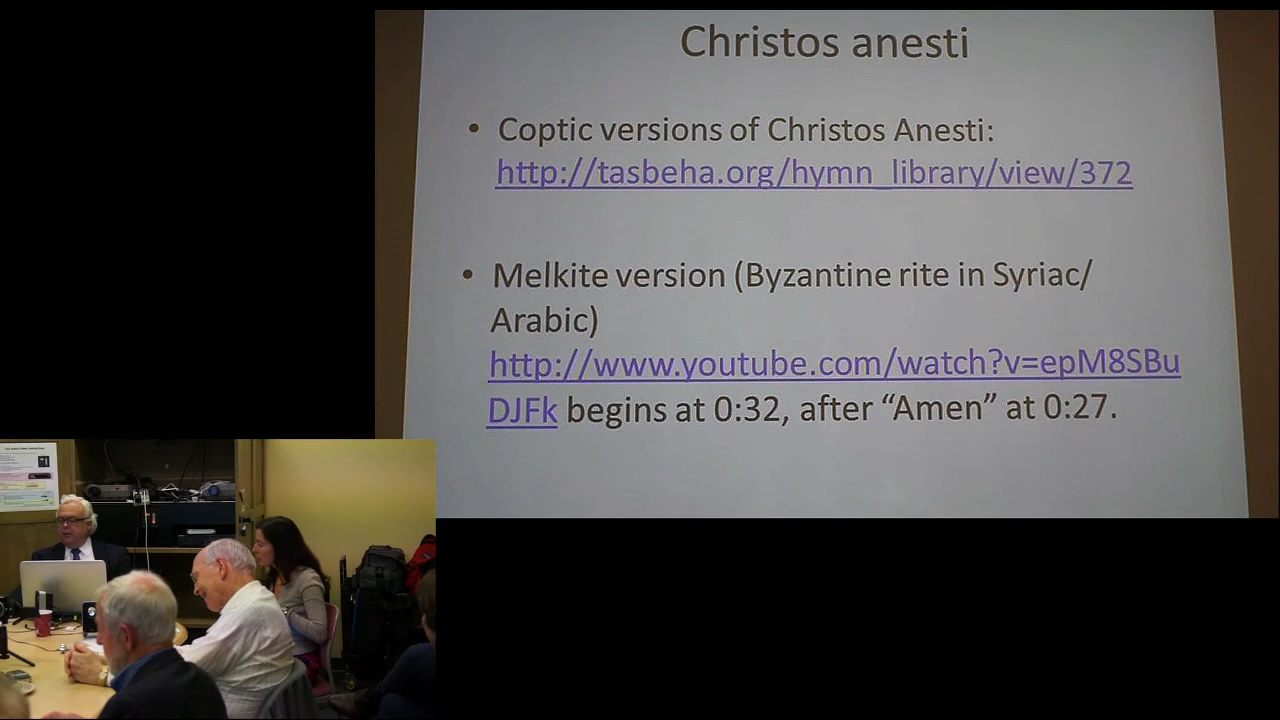 Christos anesti
• Coptic versions of Christos Anesti:
http://tasbeha.org/hymn_library/view/372
• Melkite version (Byzantine rite in Syriac/
Arabic)
http://www.youtube.com/watch?v=epM8SBu
DJFk begins at 0:32, after “Amen” at 0:27.